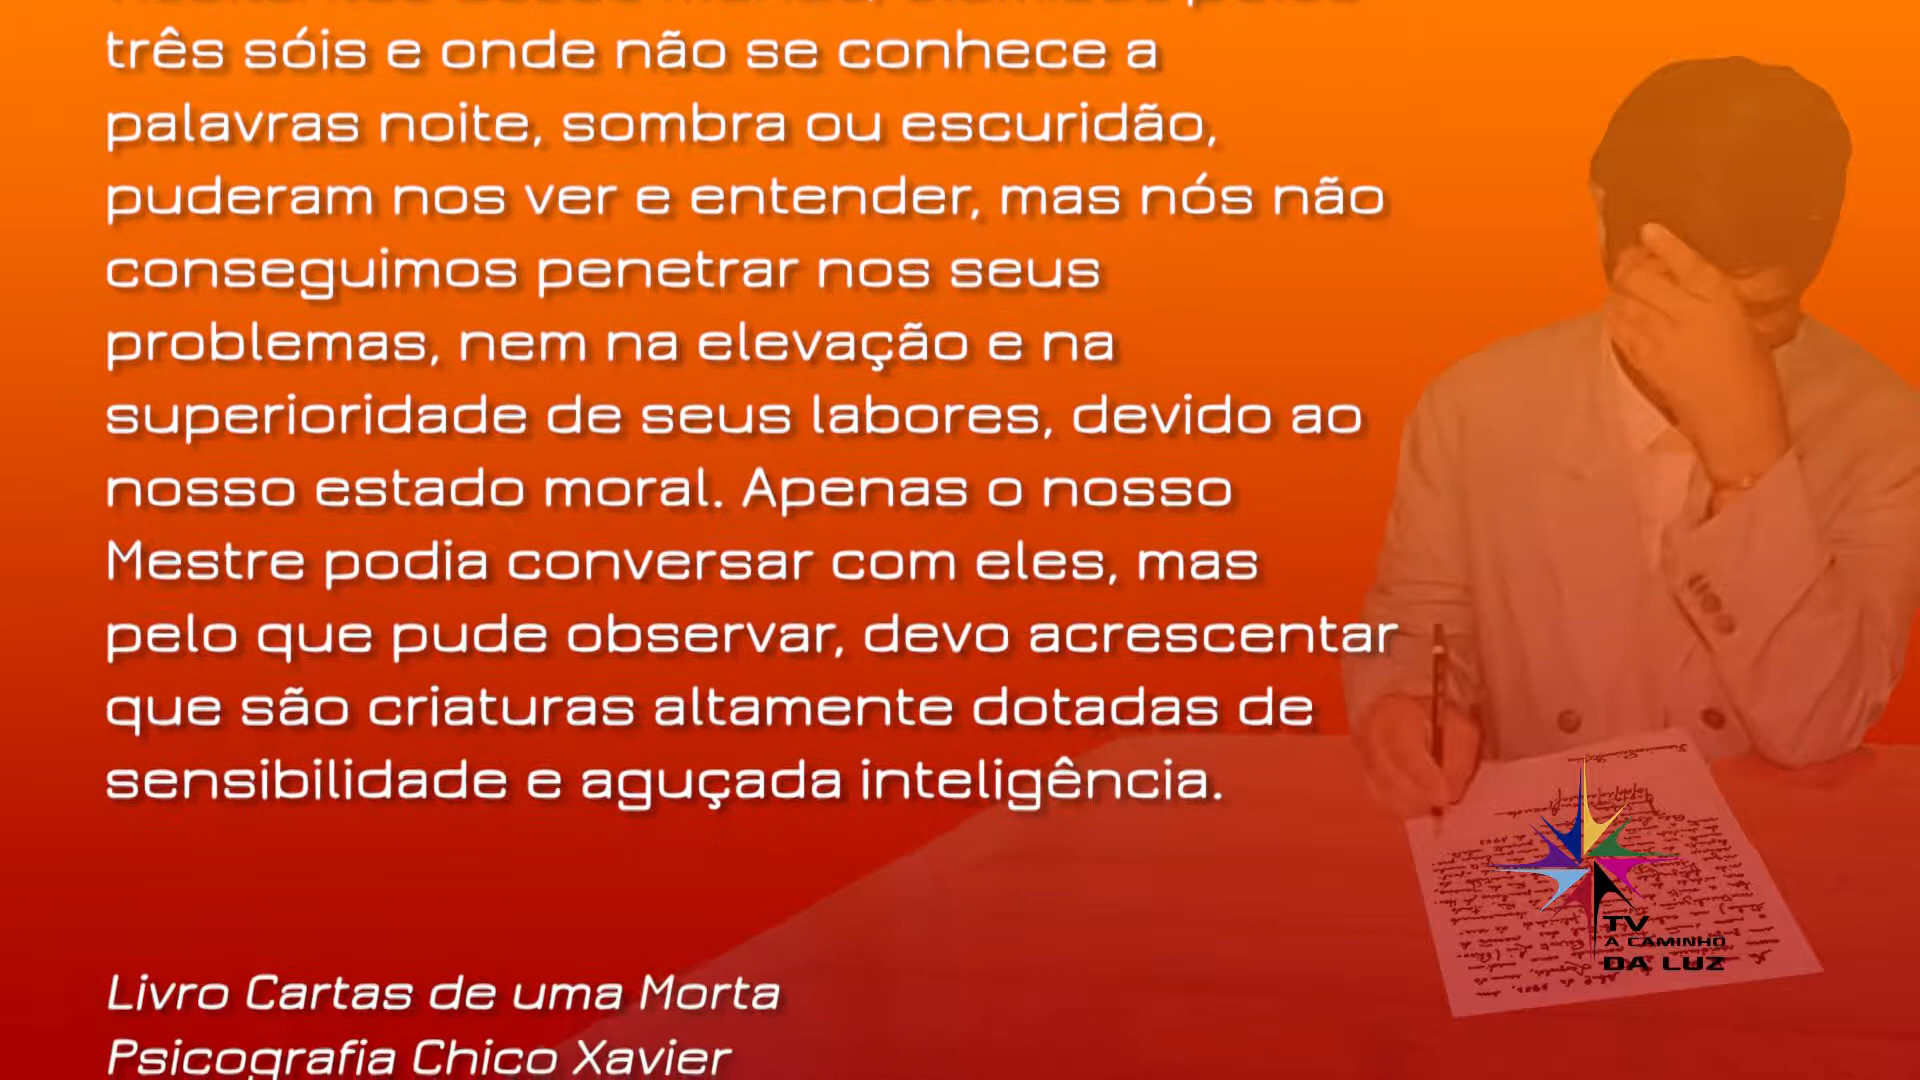 três sóis e onde não se conhece a
palavras noite, sombra ou escuridão,
puderam nos ver e entender, mas nós não
conseguimos penetrar nos seus
problemas, nem na elevação e na
superioridade de seus labores, devido ao
nosso estado moral. Apenas o nosso
Mestre podia conversar com eles, mas
pelo que pude observar, devo acrescentar
que são criaturas altamente dotadas de
sensibilidade e aguçada inteligência.
Livro Cartas de uma Morta
Psicografia Chico Xavier
TV
A CAMINHO
DA LUZ